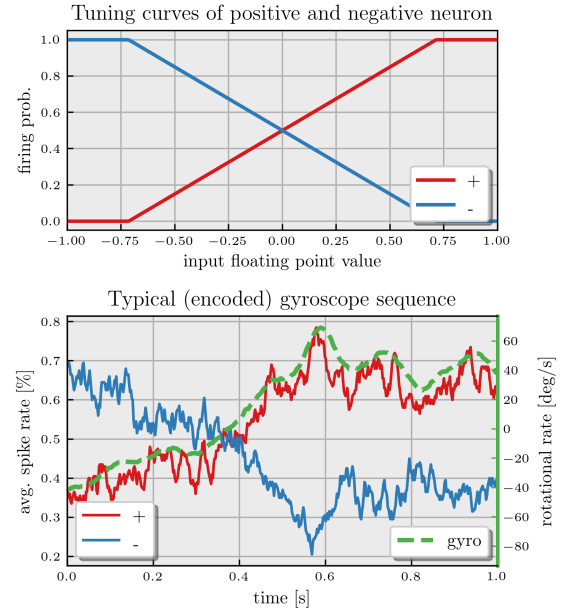 Tuning curves of positive and negative neuron
1.0
0.8
0.6
0.4
0.2
0.0
firing prob.
+
-
−1.00 −0.75 −0.50 −0.25 0.00 0.25 0.50 0.75 1.00
input floating point value
Typical (encoded) gyroscope sequence
0.8
0.7
0.6
0.5
0.4
0.3
0.2
avg. spike rate [%]
60
40
20
0
−20
−40
−60
−80
rotational rate [deg/s]
+
-
gyro
0.0 0.2 0.4 0.6 0.8 1.0
time [s]